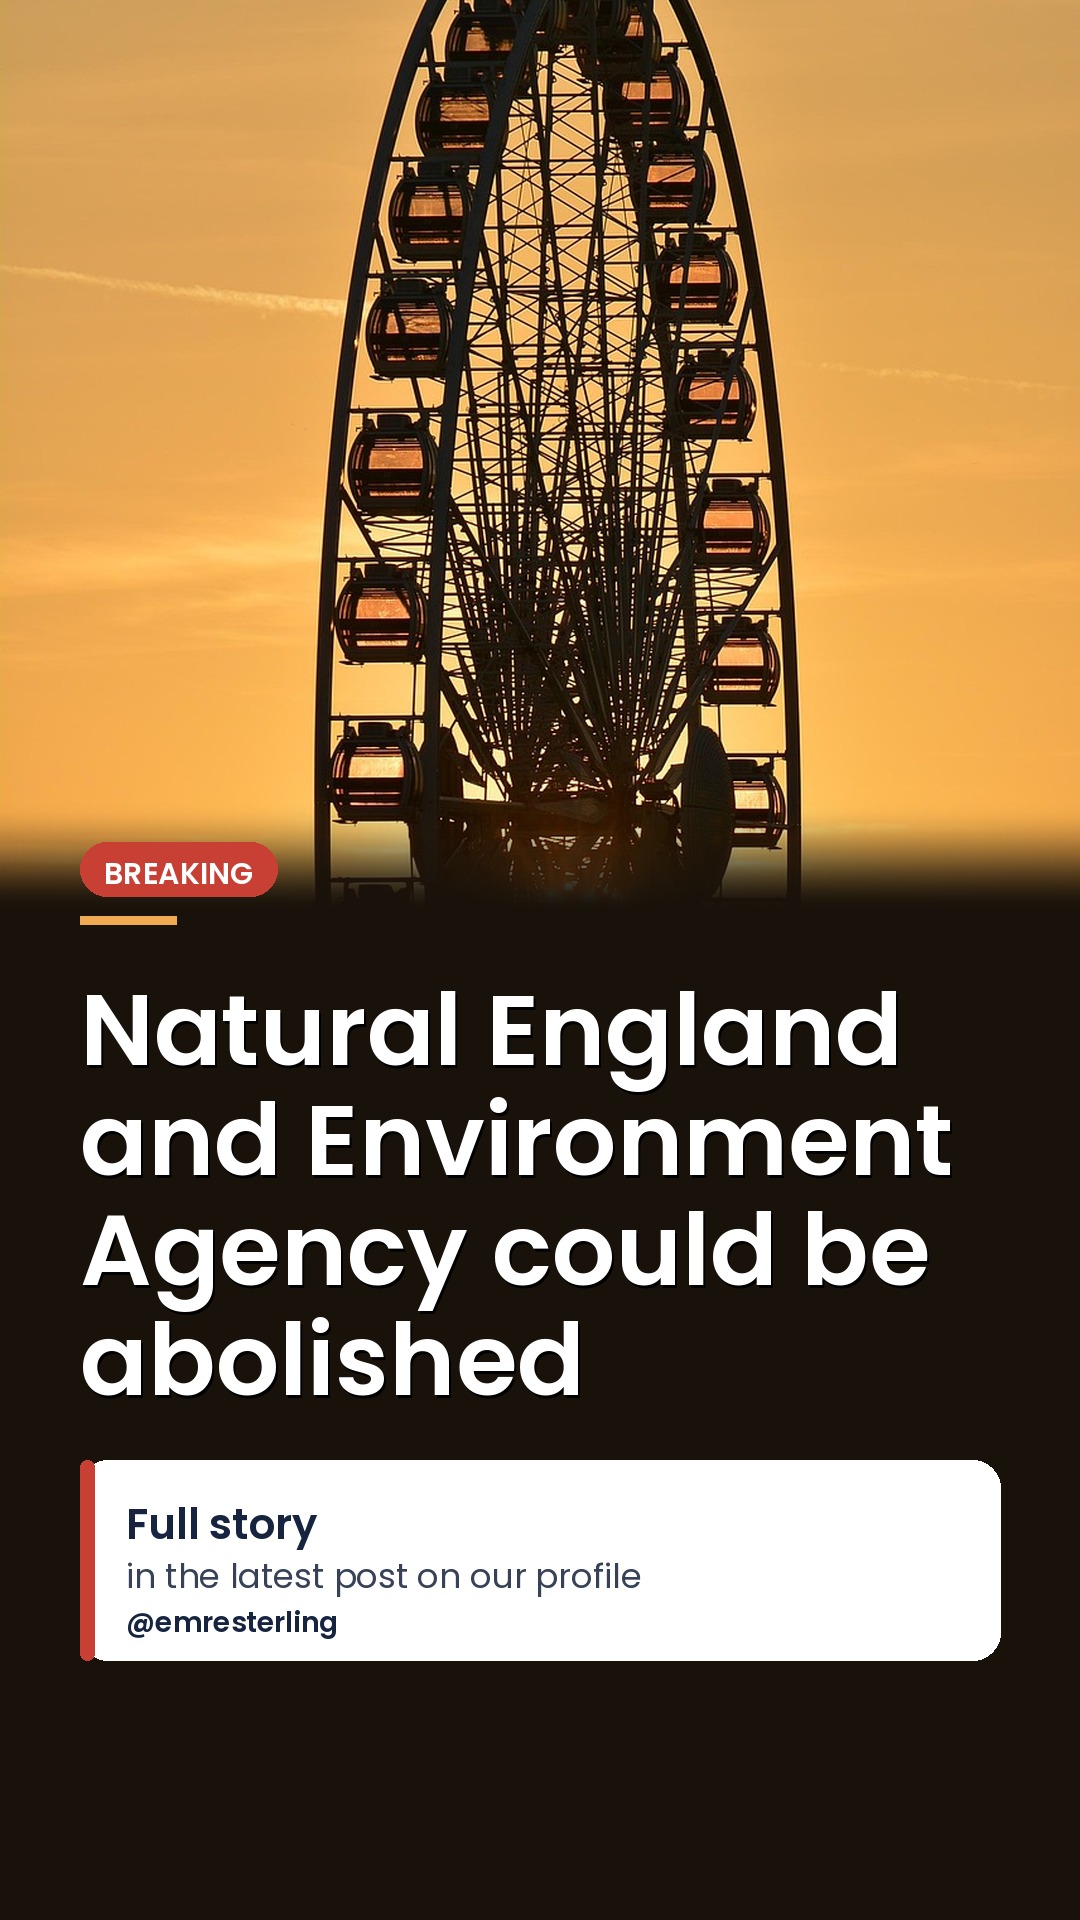 BREAKING
Natural England
and Environment
Agency could be
abolished
Full story
in the latest post on our profile
@emresterling